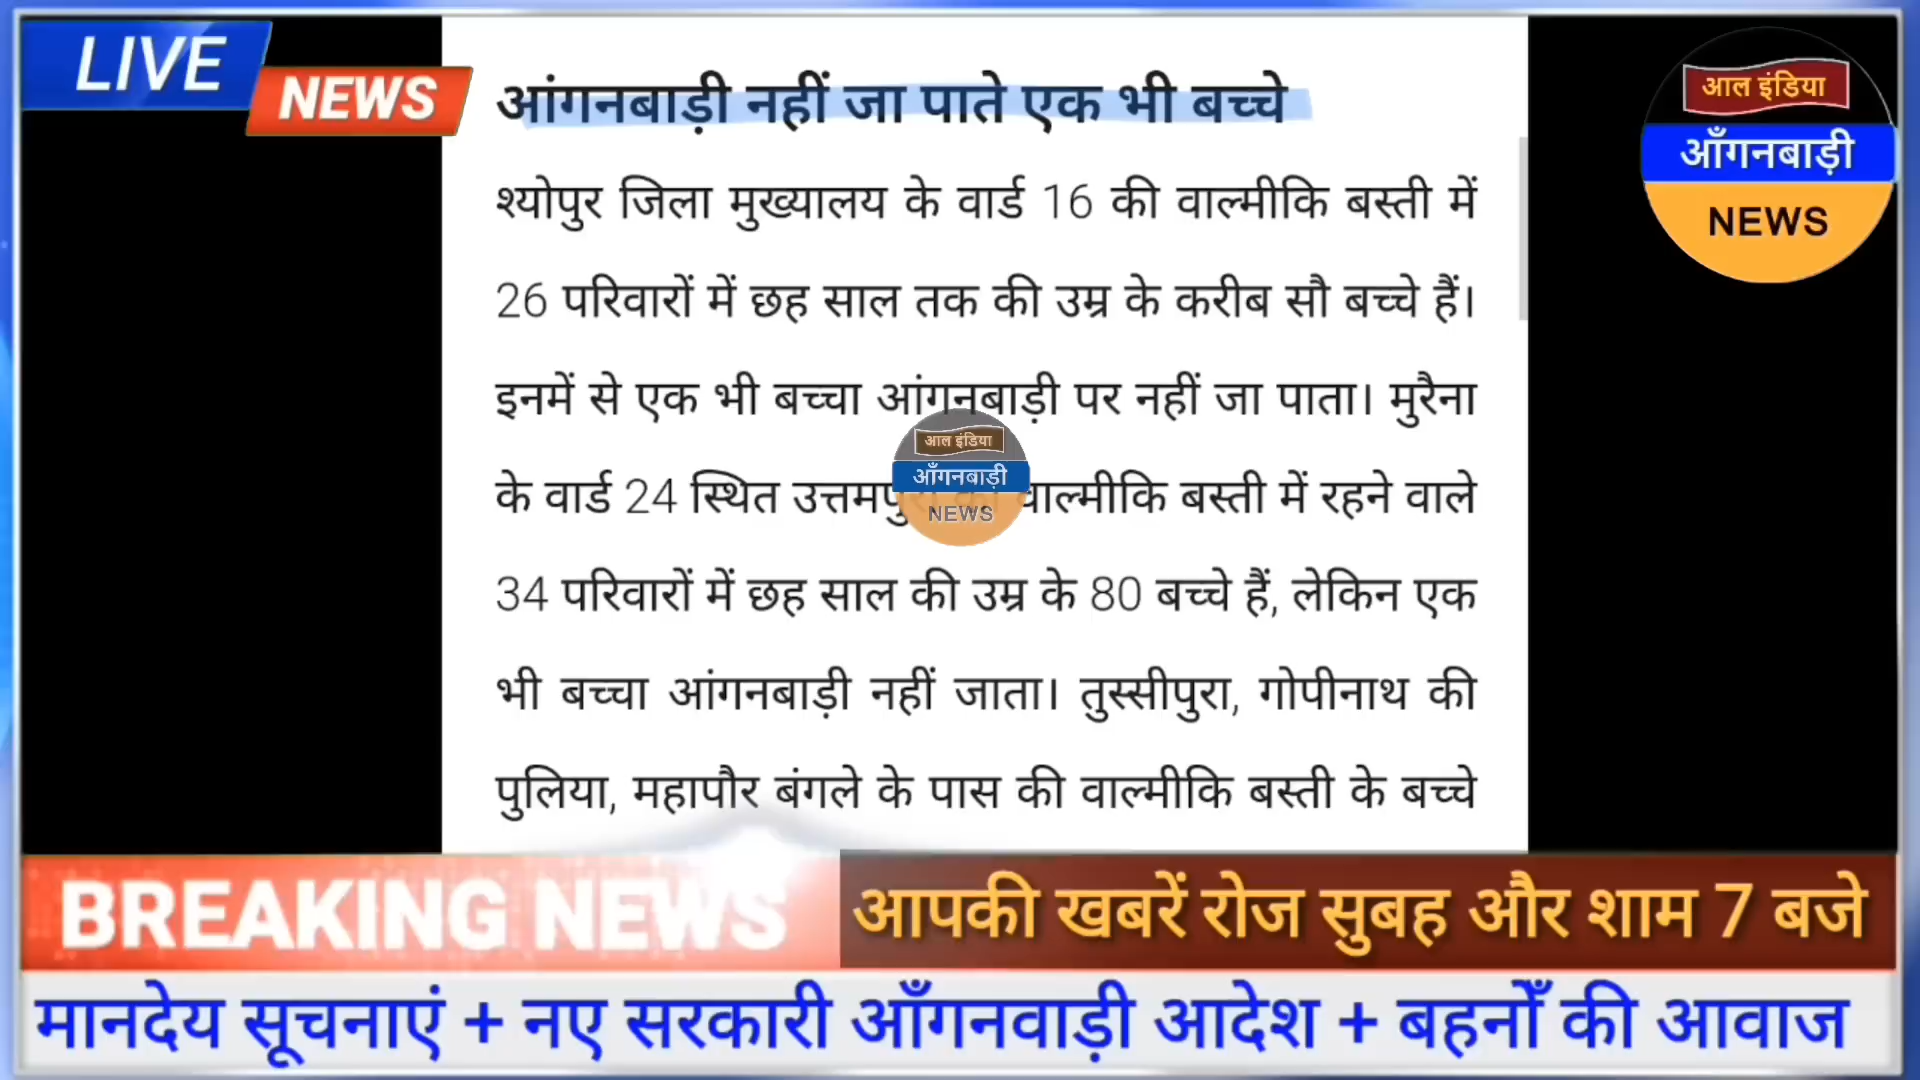 LIVE
NEWS
आल इंडिया
आँगनबाड़ी
NEWS
आंगनबाड़ी नहीं जा पाते एक भी बच्चे
श्योपुर जिला मुख्यालय के वार्ड 16 की वाल्मीकि बस्ती में
26 परिवारों में छह साल तक की उम्र के करीब सौ बच्चे हैं।
इनमें से एक भी बच्चा आंगनबाड़ी पर नहीं जा पाता। मुरैना
के वार्ड 24 स्थित उत्तमपुरा की वाल्मीकि बस्ती में रहने वाले
34 परिवारों में छह साल की उम्र के 80 बच्चे हैं, लेकिन एक
भी बच्चा आंगनबाड़ी नहीं जाता। तुस्सीपुरा, गोपीनाथ की
पुलिया, महापौर बंगले के पास की वाल्मीकि बस्ती के बच्चे
आल इंडिया
आँगनबाड़ी
NEWS
BREAKING NEWS
आपकी खबरें रोज सुबह और शाम 7 बजे
मानदेय सूचनाएं + नए सरकारी आँगनवाड़ी आदेश + बहनोँ की आवाज